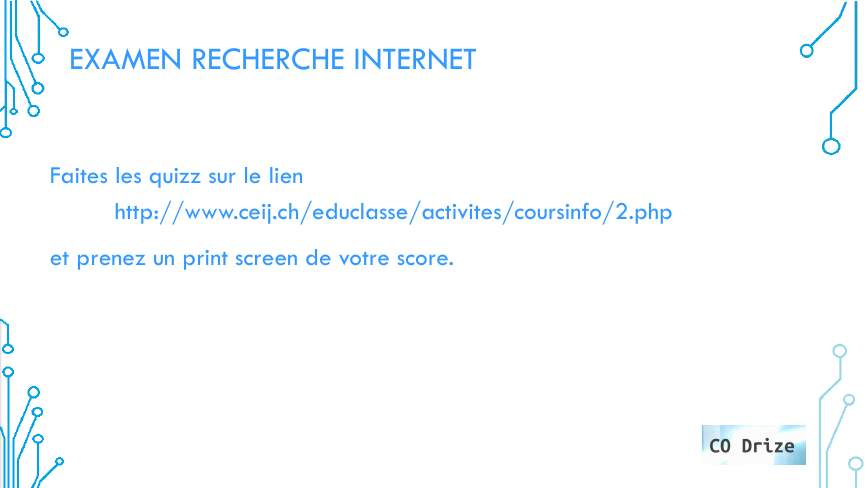 EXAMEN RECHERCHE INTERNET
Faites les quizz sur le lien
http://www.ceij.ch/educlasse/activites/coursinfo/2.php
et prenez un print screen de votre score.
CO Drize